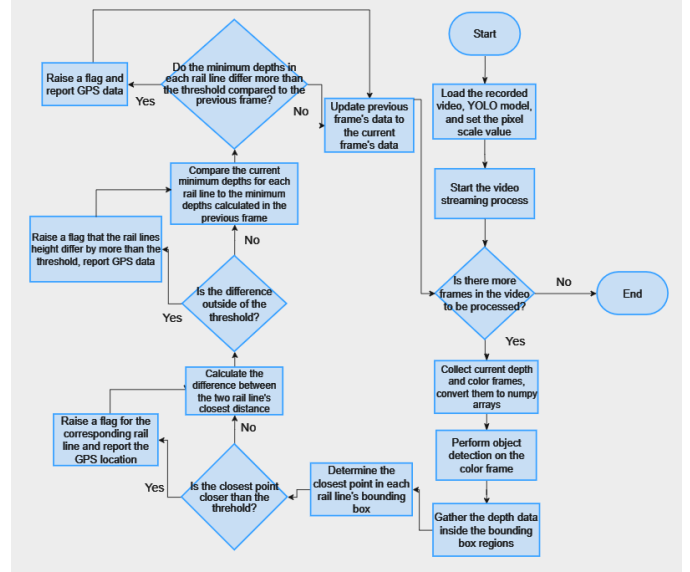 Start
Load the recorded
video, YOLO model,
and set the pixel
scale value
Start the video
streaming process
Is there more
frames in the video
to be processed?
No
End
Yes
Collect current depth
and color frames,
convert them to numpy
arrays
Perform object
detection on the
color frame
Gather the depth data
inside the bounding
box regions
Determine the
closest point in each
rail line's bounding
box
Is the closest point
closer than the
threhold?
Yes
Raise a flag for the
corresponding rail
line and report the
GPS location
No
Calculate the
difference between
the two rail line's
closest distance
Is the difference
outside of the
threshold?
Yes
Raise a flag that the rail lines
height differ by more than the
threshold, report GPS data
No
Compare the current
minimum depths for each
rail line to the minimum
depths calculated in the
previous frame
Do the minimum depths in
each rail line differ more than
the threshold compared to the
previous frame?
Yes
Raise a flag and
report GPS data
No
Update previous
frame's data to
the current
frame's data